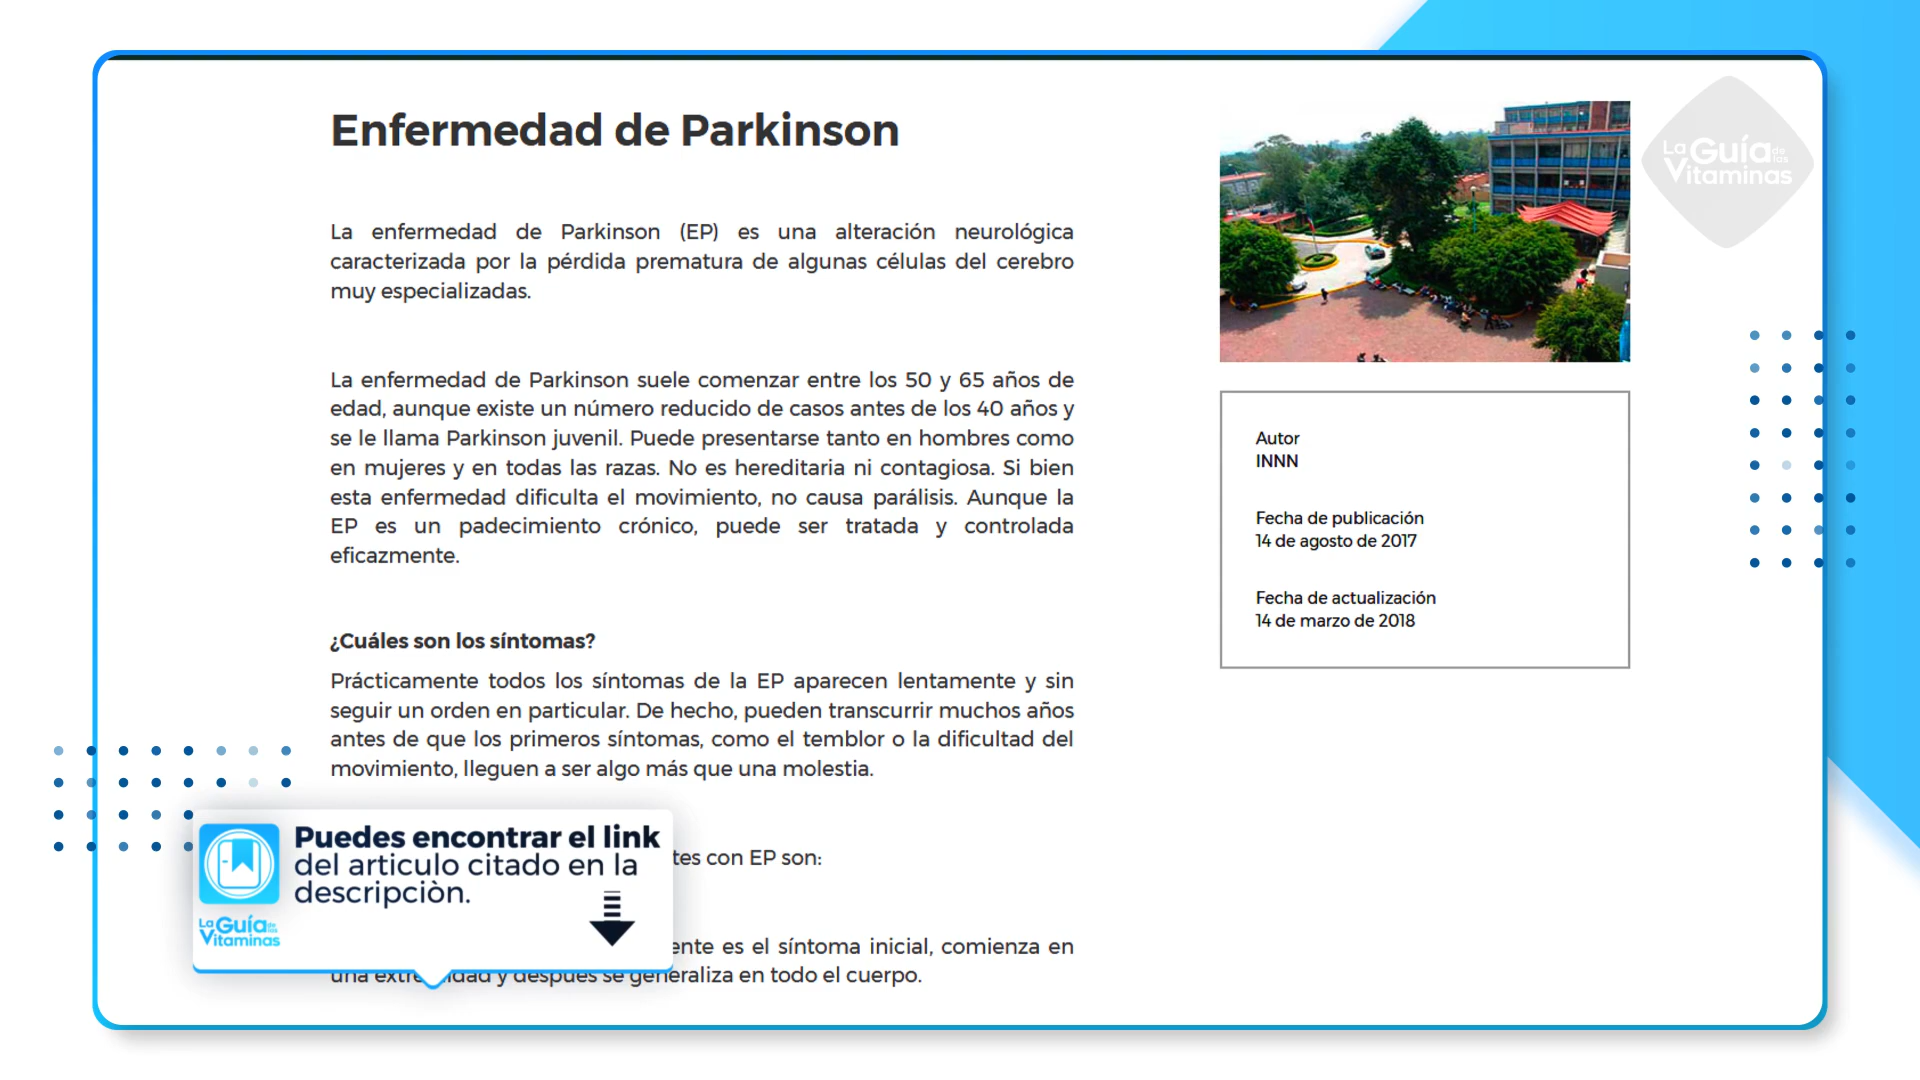 Enfermedad de Parkinson
La enfermedad de Parkinson (EP) es una alteración neurológica
caracterizada por la pérdida prematura de algunas células del cerebro
muy especializadas.
La enfermedad de Parkinson suele comenzar entre los 50 y 65 años de
edad, aunque existe un número reducido de casos antes de los 40 años y
se le llama Parkinson juvenil. Puede presentarse tanto en hombres como
en mujeres y en todas las razas. No es hereditaria ni contagiosa. Si bien
esta enfermedad dificulta el movimiento, no causa parálisis. Aunque la
EP es un padecimiento crónico, puede ser tratada y controlada
eficazmente.
¿Cuáles son los síntomas?
Prácticamente todos los síntomas de la EP aparecen lentamente y sin
seguir un orden en particular. De hecho, pueden transcurrir muchos años
antes de que los primeros síntomas, como el temblor o la dificultad del
movimiento, lleguen a ser algo más que una molestia.
con EP son:
es el síntoma inicial, comienza en
una y después se generaliza en todo el cuerpo.
La Guía de las
Vitaminas
Autor
INNN
Fecha de publicación
14 de agosto de 2017
Fecha de actualización
14 de marzo de 2018
Puedes encontrar el link
del articulo citado en la
descripciòn.
La Guía de las
Vitaminas